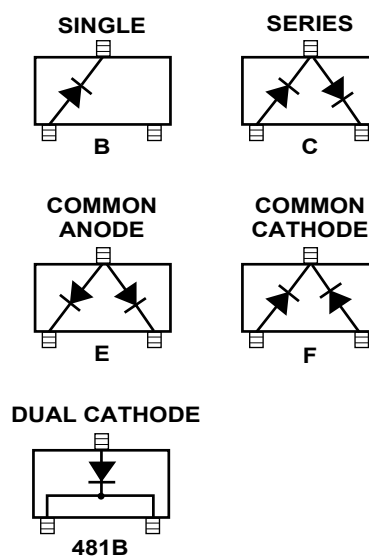 SINGLE
SERIES
B
C
COMMON
ANODE
COMMON
CATHODE
E
F
DUAL CATHODE
481B